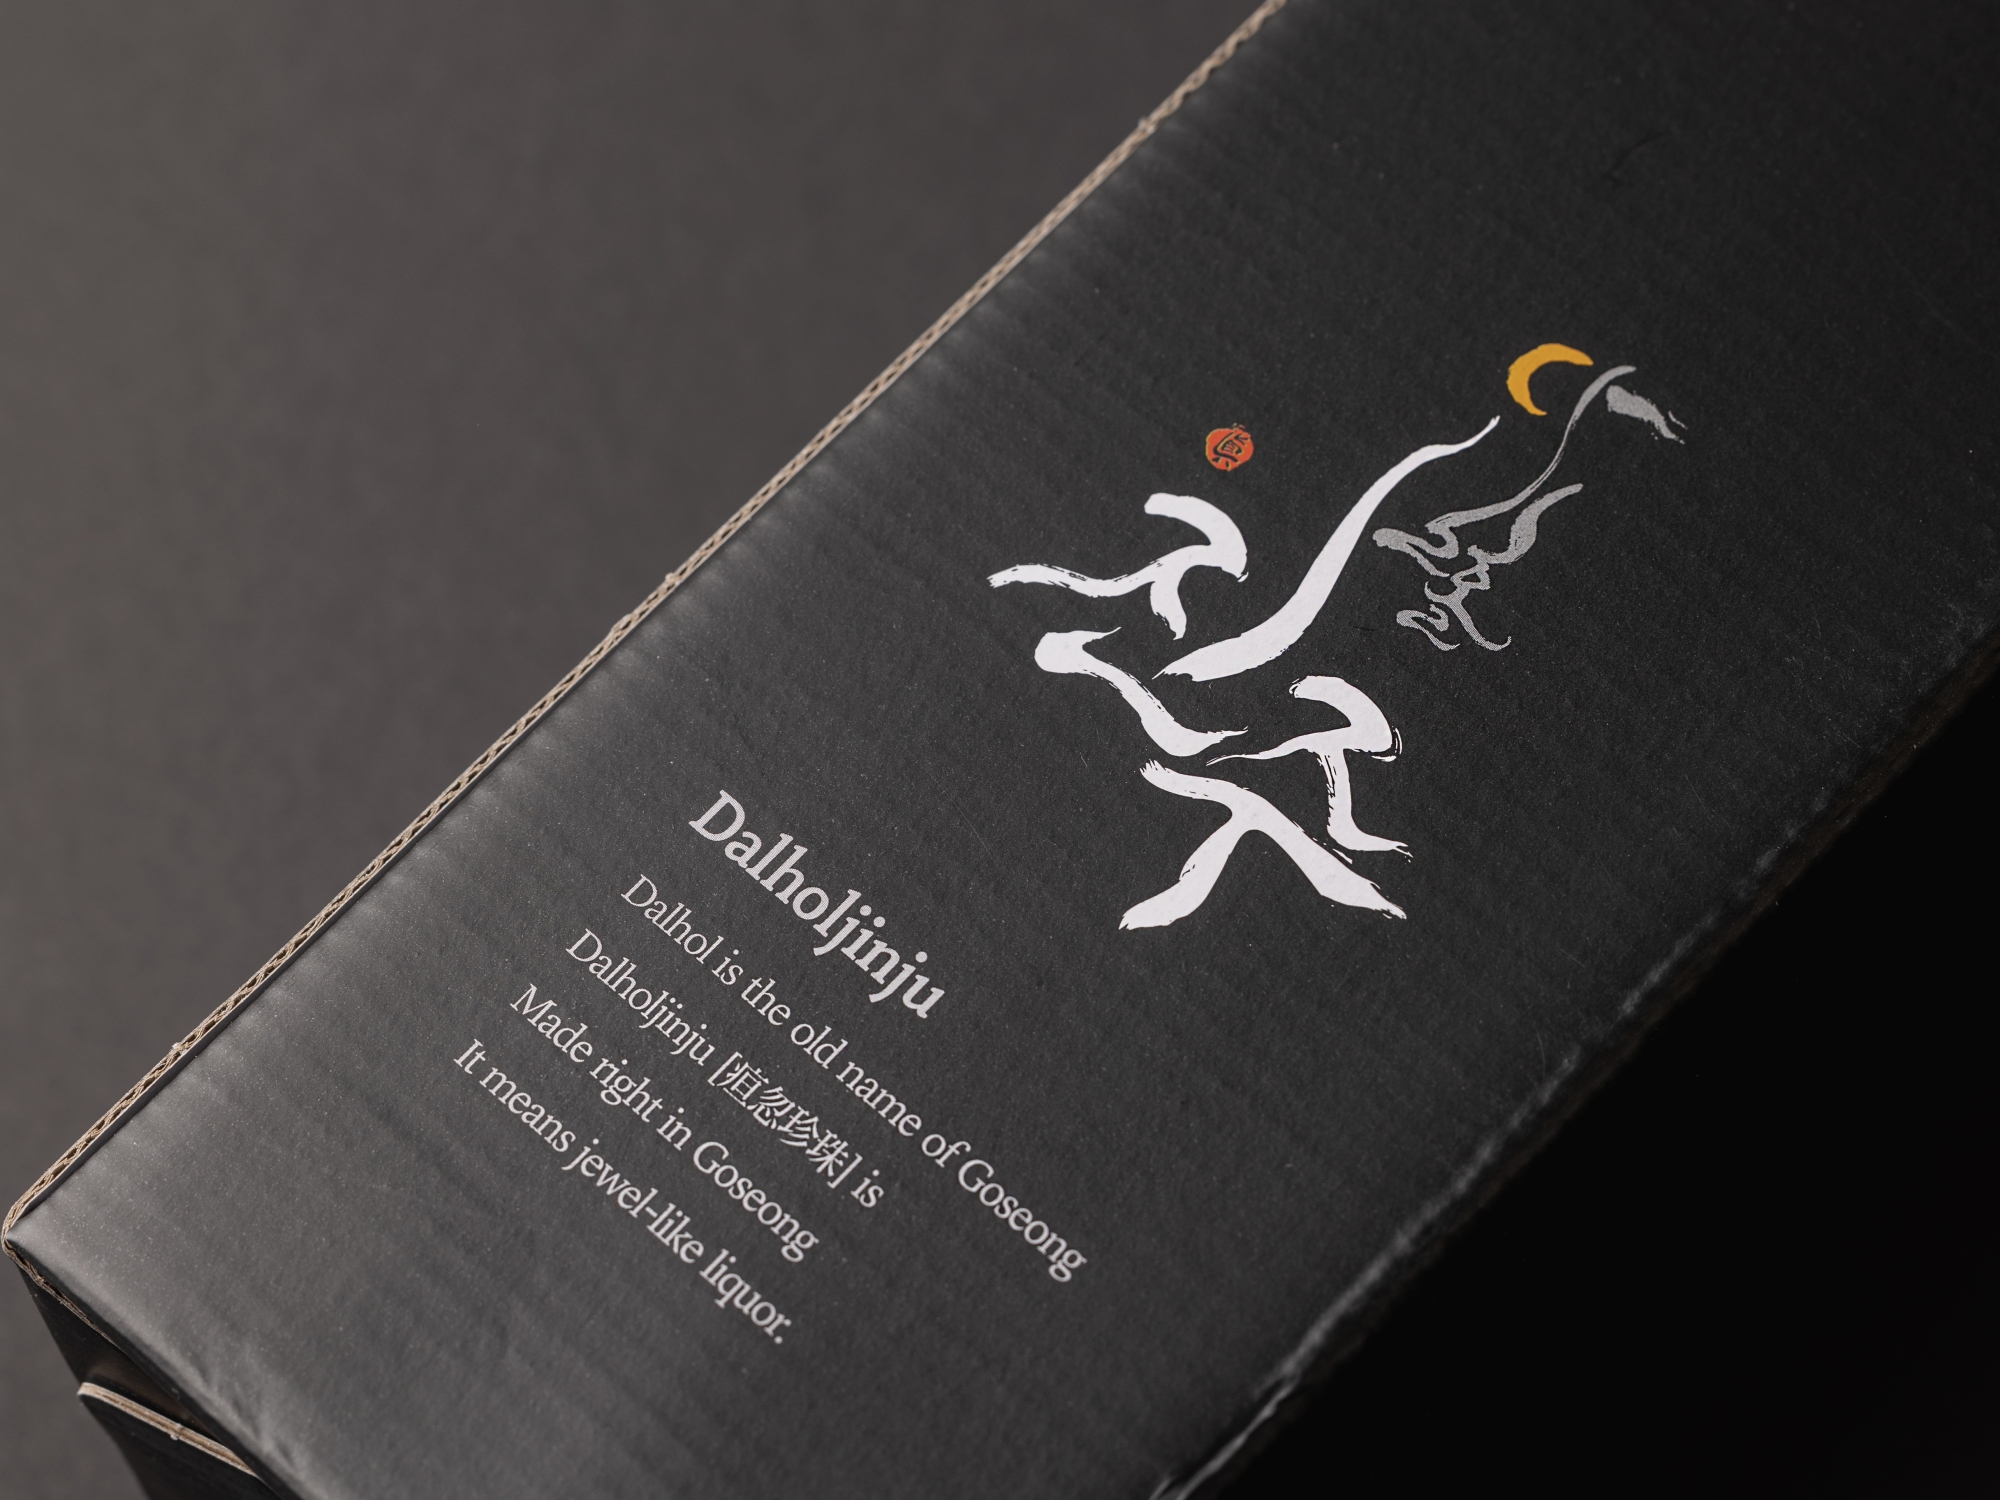 진주
Dalholjinju
Dalhol is the old name of Goseong
Dalholjinju [疸忽珍珠] is
Made right in Goseong
It means jewel-like liquor.